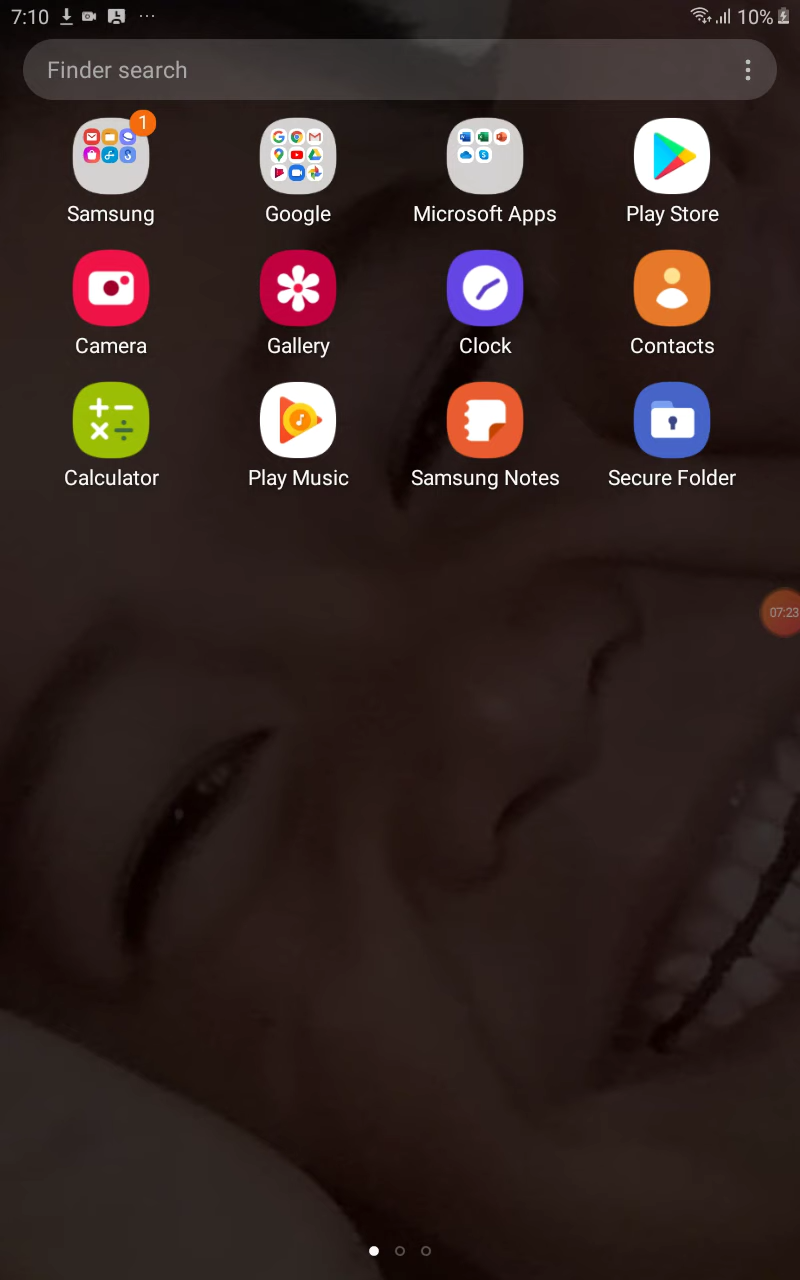 7:10 ... 10%
Finder search
1
Samsung Google Microsoft Apps Play Store
Camera Gallery Clock Contacts
Calculator Play Music Samsung Notes Secure Folder
07:23